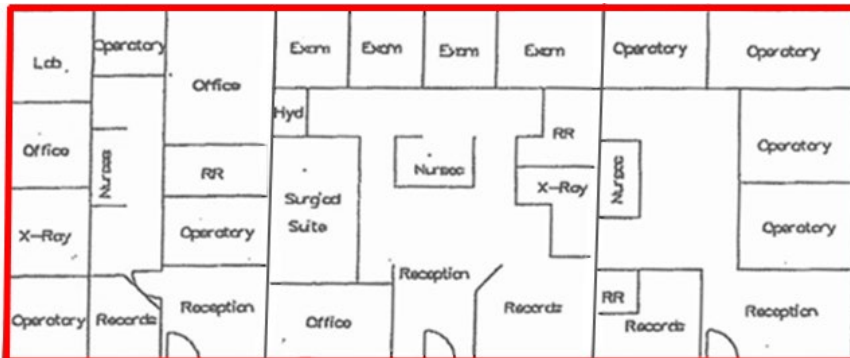 Lab.
Operatory
Office
Exam
Exam
Exam
Exam
Operatory
Operatory
Hyd
Office
Nurses
RR
Nurses
RR
X-Ray
Nurses
Operatory
X-Ray
Operatory
Surgical
Suite
Operatory
Reception
Operatory
Records
Reception
Office
Records
RR
Records
Reception